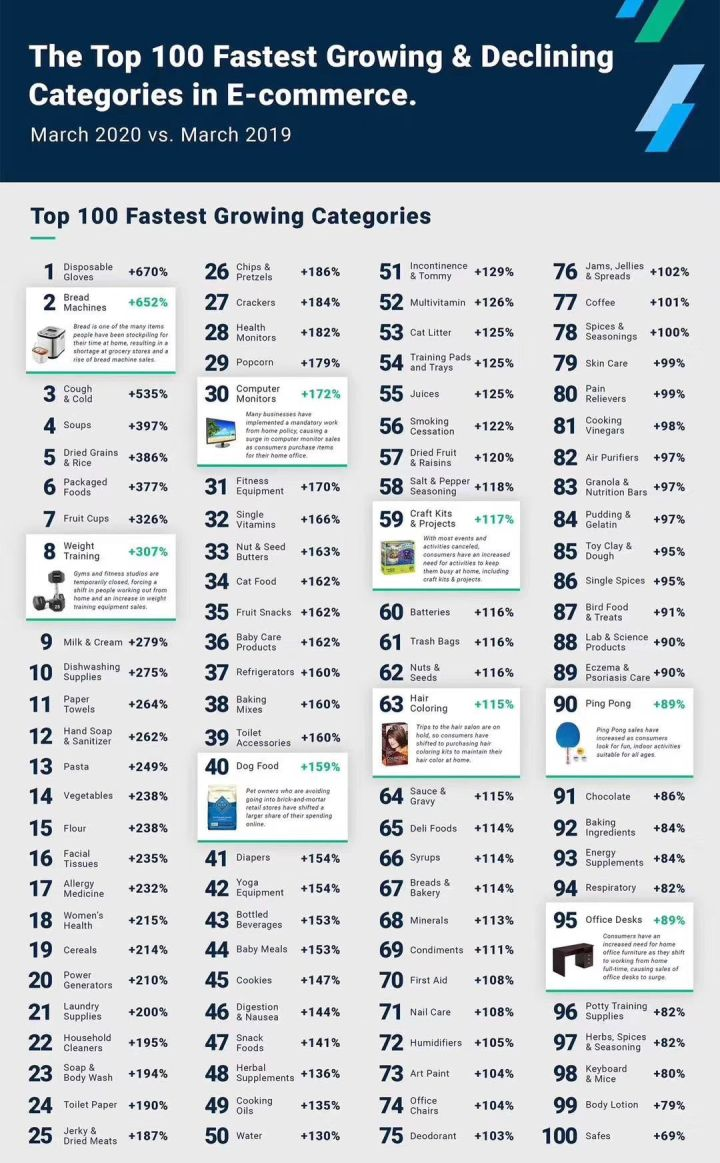 The Top 100 Fastest Growing & Declining
Categories in E-commerce.
March 2020 vs. March 2019
Top 100 Fastest Growing Categories
1 Disposable Gloves +670%
2 Bread Machines +652%
Bread is one of the many items
people have been stockpiling for
their time at home, resulting in a
shortage at grocery stores and a
rise of bread machine sales.
3 Cough & Cold +535%
4 Soups +397%
5 Dried Grains & Rice +386%
6 Packaged Foods +377%
7 Fruit Cups +326%
8 Weight Training +307%
Gyms and fitness studios are
temporarily closed, forcing a
shift in people working out from
home and an increase in weight
training equipment sales.
9 Milk & Cream +279%
10 Dishwashing Supplies +275%
11 Paper Towels +264%
12 Hand Soap & Sanitizer +262%
13 Pasta +249%
14 Vegetables +238%
15 Flour +238%
16 Facial Tissues +235%
17 Allergy Medicine +232%
18 Women's Health +215%
19 Cereals +214%
20 Power Generators +210%
21 Laundry Supplies +200%
22 Household Cleaners +195%
23 Soap & Body Wash +194%
24 Toilet Paper +190%
25 Jerky & Dried Meats +187%
26 Chips & Pretzels +186%
27 Crackers +184%
28 Health Monitors +182%
29 Popcorn +179%
30 Computer Monitors +172%
Many businesses have
implemented a mandatory work
from home policy, causing a
surge in computer monitor sales
as consumers purchase items
for their home office.
31 Fitness Equipment +170%
32 Single Vitamins +166%
33 Nut & Seed Butters +163%
34 Cat Food +162%
35 Fruit Snacks +162%
36 Baby Care Products +162%
37 Refrigerators +160%
38 Baking Mixes +160%
39 Toilet Accessories +160%
40 Dog Food +159%
Pet owners who are avoiding
going into brick-and-mortar
retail stores have shifted a
larger share of their spending
online.
41 Diapers +154%
42 Yoga Equipment +154%
43 Bottled Beverages +153%
44 Baby Meals +153%
45 Cookies +147%
46 Digestion & Nausea +144%
47 Snack Foods +141%
48 Herbal Supplements +136%
49 Cooking Oils +135%
50 Water +130%
51 Incontinence & Tommy +129%
52 Multivitamin +126%
53 Cat Litter +125%
54 Training Pads and Trays +125%
55 Juices +125%
56 Smoking Cessation +122%
57 Dried Fruit & Raisins +120%
58 Salt & Pepper Seasoning +118%
59 Craft Kits & Projects +117%
With most events and
activities canceled,
consumers have an increased
need for activities to keep
them busy at home, including
craft kits & projects.
60 Batteries +116%
61 Trash Bags +116%
62 Nuts & Seeds +116%
63 Hair Coloring +115%
Trips to the hair salon are on
hold, so consumers have
shifted to purchasing hair
coloring kits to maintain their
hair color at home.
64 Sauce & Gravy +115%
65 Deli Foods +114%
66 Syrups +114%
67 Breads & Bakery +114%
68 Minerals +113%
69 Condiments +111%
70 First Aid +108%
71 Nail Care +108%
72 Humidifiers +105%
73 Art Paint +104%
74 Office Chairs +104%
75 Deodorant +103%
76 Jams, Jellies & Spreads +102%
77 Coffee +101%
78 Spices & Seasonings +100%
79 Skin Care +99%
80 Pain Relievers +99%
81 Cooking Vinegars +98%
82 Air Purifiers +97%
83 Granola & Nutrition Bars +97%
84 Pudding & Gelatin +97%
85 Toy Clay & Dough +95%
86 Single Spices +95%
87 Bird Food & Treats +91%
88 Lab & Science Products +90%
89 Eczema & Psoriasis Care +90%
90 Ping Pong +89%
Ping Pong sales have
increased as consumers
look for fun, indoor activities
suitable for all ages.
91 Chocolate +86%
92 Baking Ingredients +84%
93 Energy Supplements +84%
94 Respiratory +82%
95 Office Desks +89%
Consumers have an
increased need for home
office furniture as they shift
to working from home
full-time, causing sales of
office desks to surge.
96 Potty Training Supplies +82%
97 Herbs, Spices & Seasoning +82%
98 Keyboard & Mice +80%
99 Body Lotion +79%
100 Safes +69%